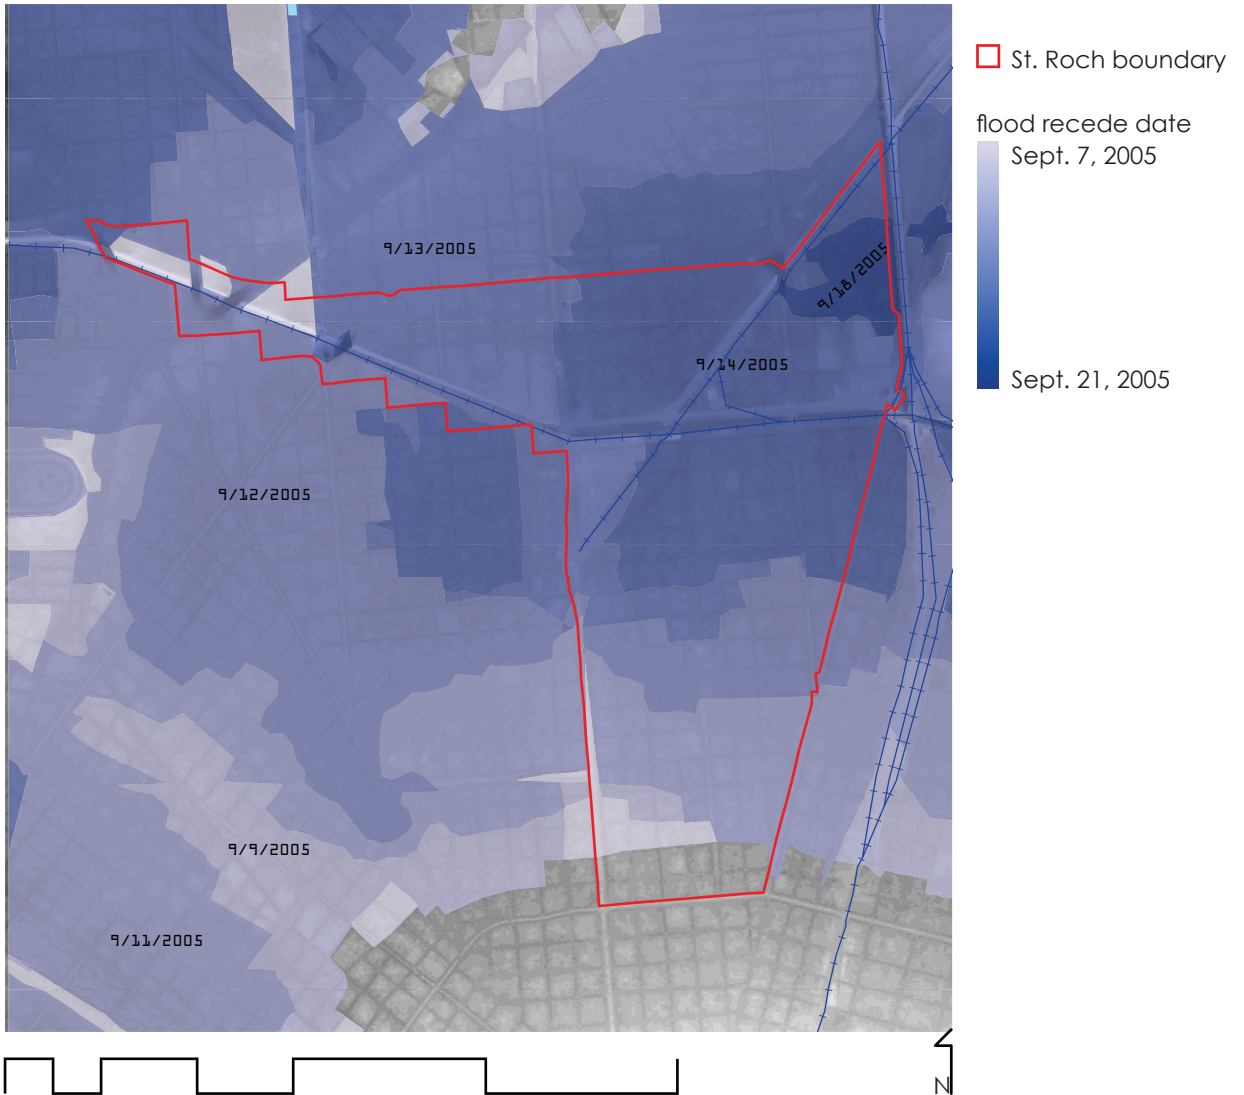 St. Roch boundary
flood recede date
Sept. 7, 2005
Sept. 21, 2005
9/13/2005
9/18/2005
9/14/2005
9/12/2005
9/9/2005
9/11/2005
N